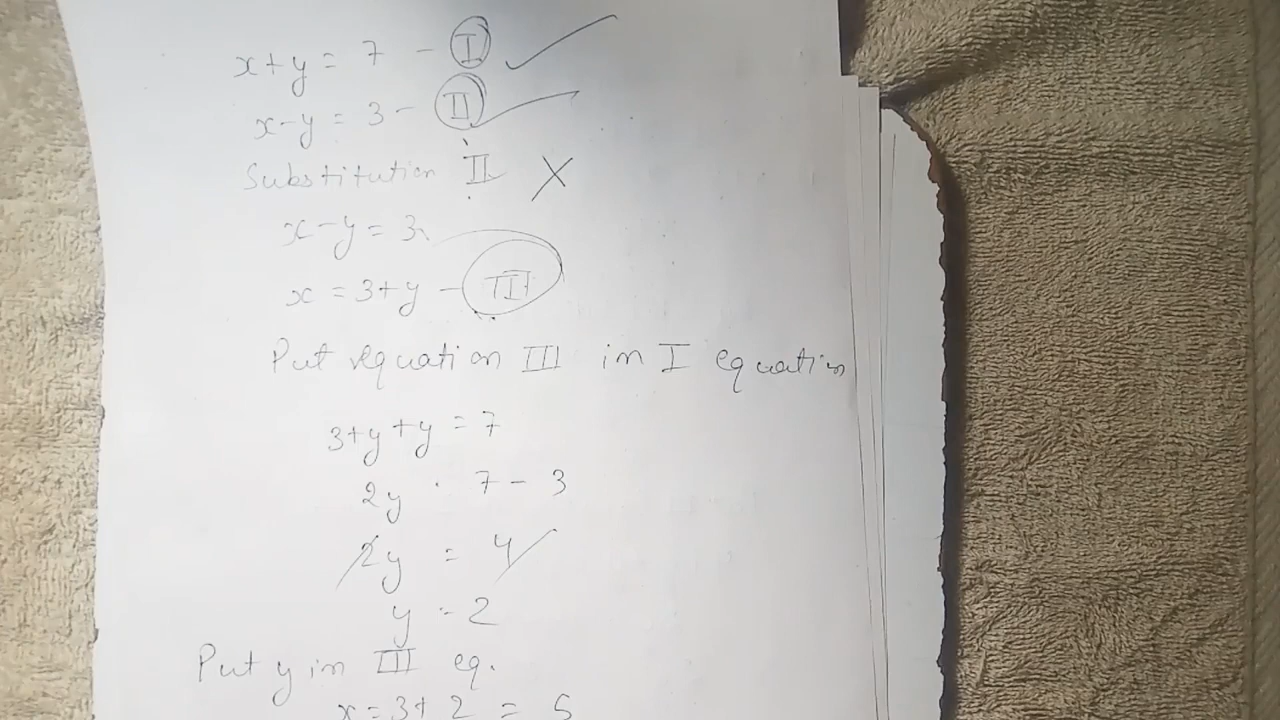 x+y = 7 - I
x-y = 3 - II
Substitution II X
x-y = 3
x = 3+y - III
Put equation III in I equation
3+y+y = 7
2y 7 - 3
2y = 4
y = 2
Put y in III eq.
x = 3+ 2 = 5